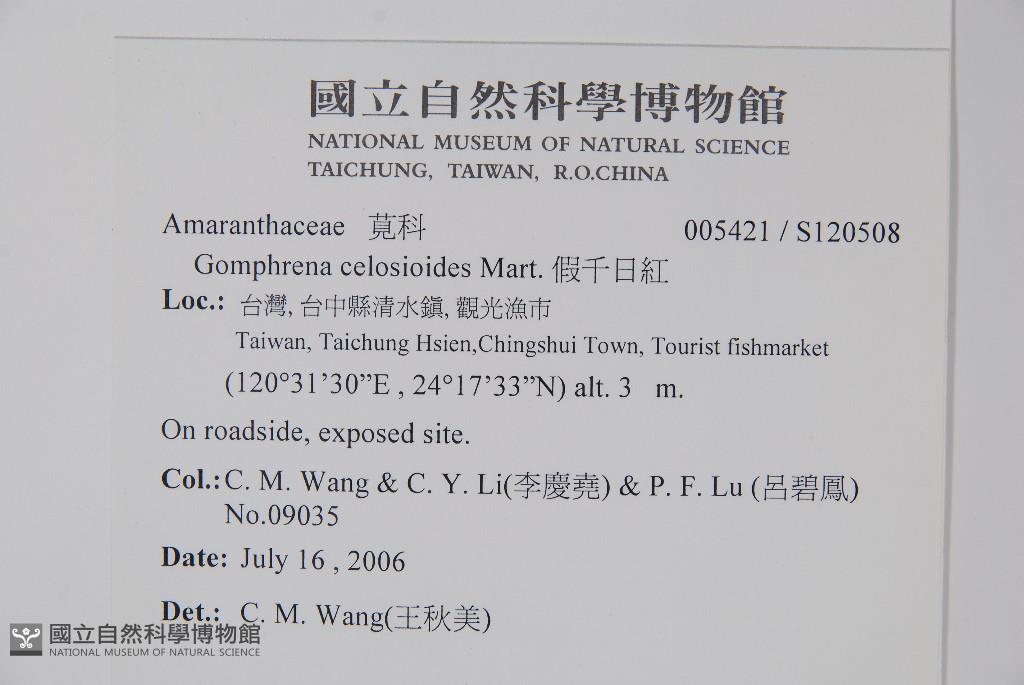 國立自然科學博物館
NATIONAL MUSEUM OF NATURAL SCIENCE
TAICHUNG, TAIWAN, R.O.CHINA
Amaranthaceae 莧科 005421 / S120508
Gomphrena celosioides Mart. 假千日紅
Loc.: 台灣, 台中縣清水鎮, 觀光漁市
Taiwan, Taichung Hsien,Chingshui Town, Tourist fishmarket
(120°31’30”E , 24°17’33”N) alt. 3 m.
On roadside, exposed site.
Col.: C. M. Wang & C. Y. Li(李慶堯) & P. F. Lu (呂碧鳳)
No.09035
Date: July 16 , 2006
Det.: C. M. Wang(王秋美)
國立自然科學博物館
NATIONAL MUSEUM OF NATURAL SCIENCE